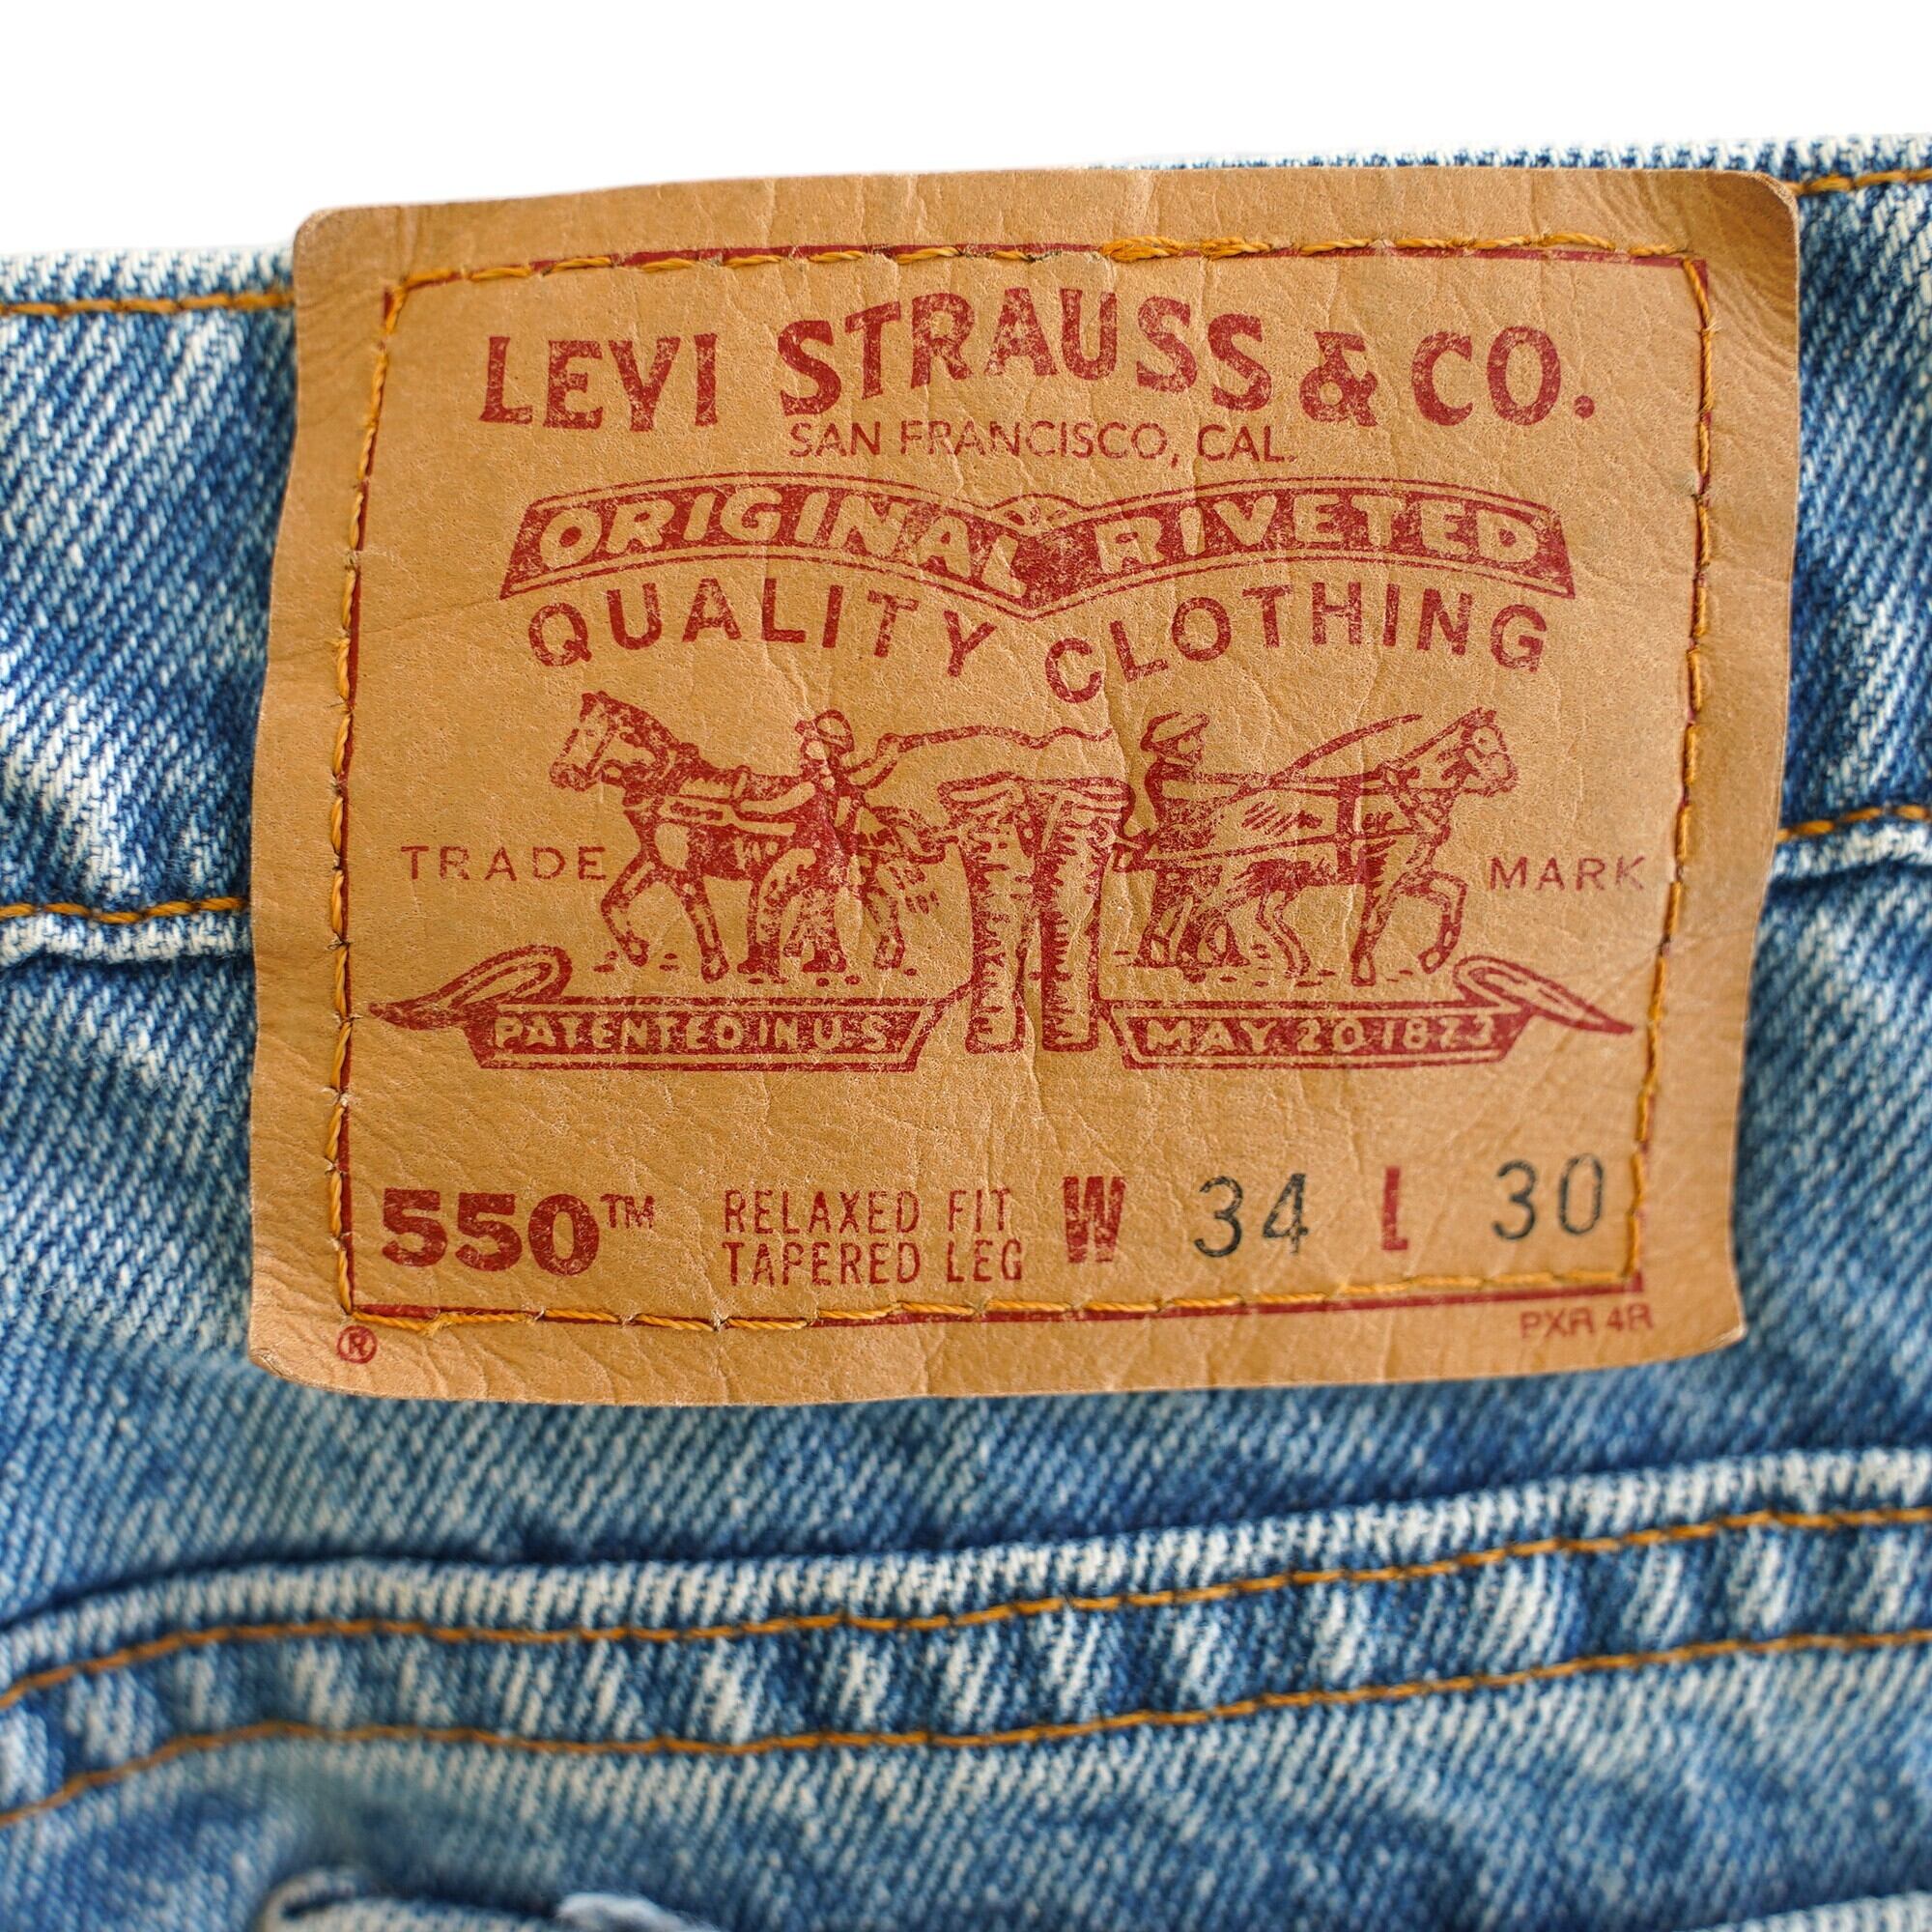 LEVI STRAUSS & CO.
SAN FRANCISCO, CAL.
ORIGINAL RIVETED
QUALITY CLOTHING
TRADE MARK
PATENTED IN U.S. MAY 20 1873
550™ RELAXED FIT W 34 L 30
TAPERED LEG
® PXR 4R